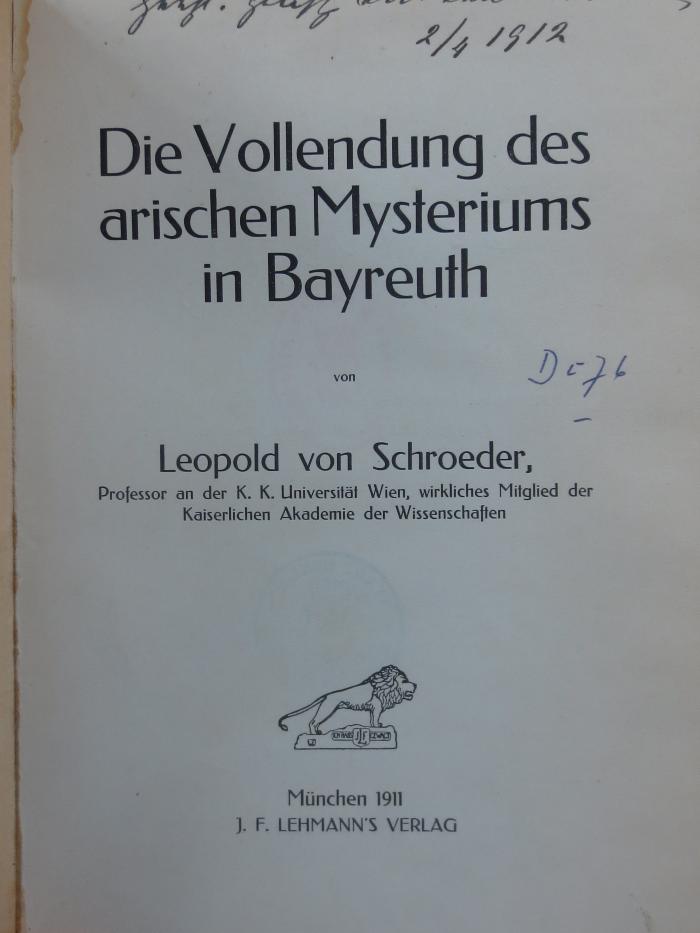 2/4 1912
Die Vollendung des
arischen Mysteriums
in Bayreuth
von
Leopold von Schroeder,
Professor an der K. K. Universität Wien, wirkliches Mitglied der
Kaiserlichen Akademie der Wissenschaften
München 1911
J. F. LEHMANN'S VERLAG